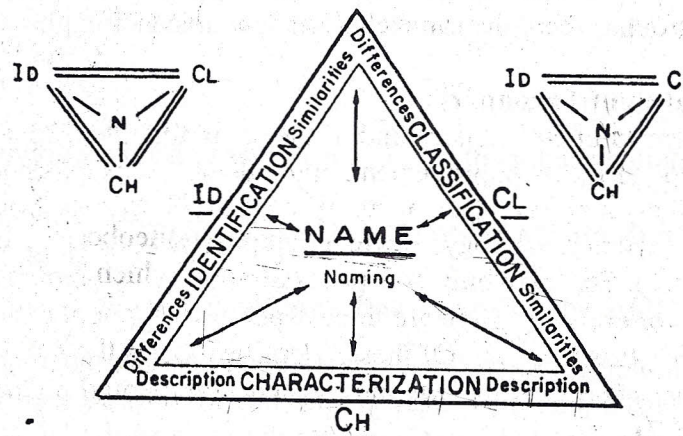 ID CL
N
CH
ID C
N
CH
Differences IDENTIFICATION Similarities
Differences CLASSIFICATION Similarities
ID
CL
NAME
Naming
Description CHARACTERIZATION Description
CH